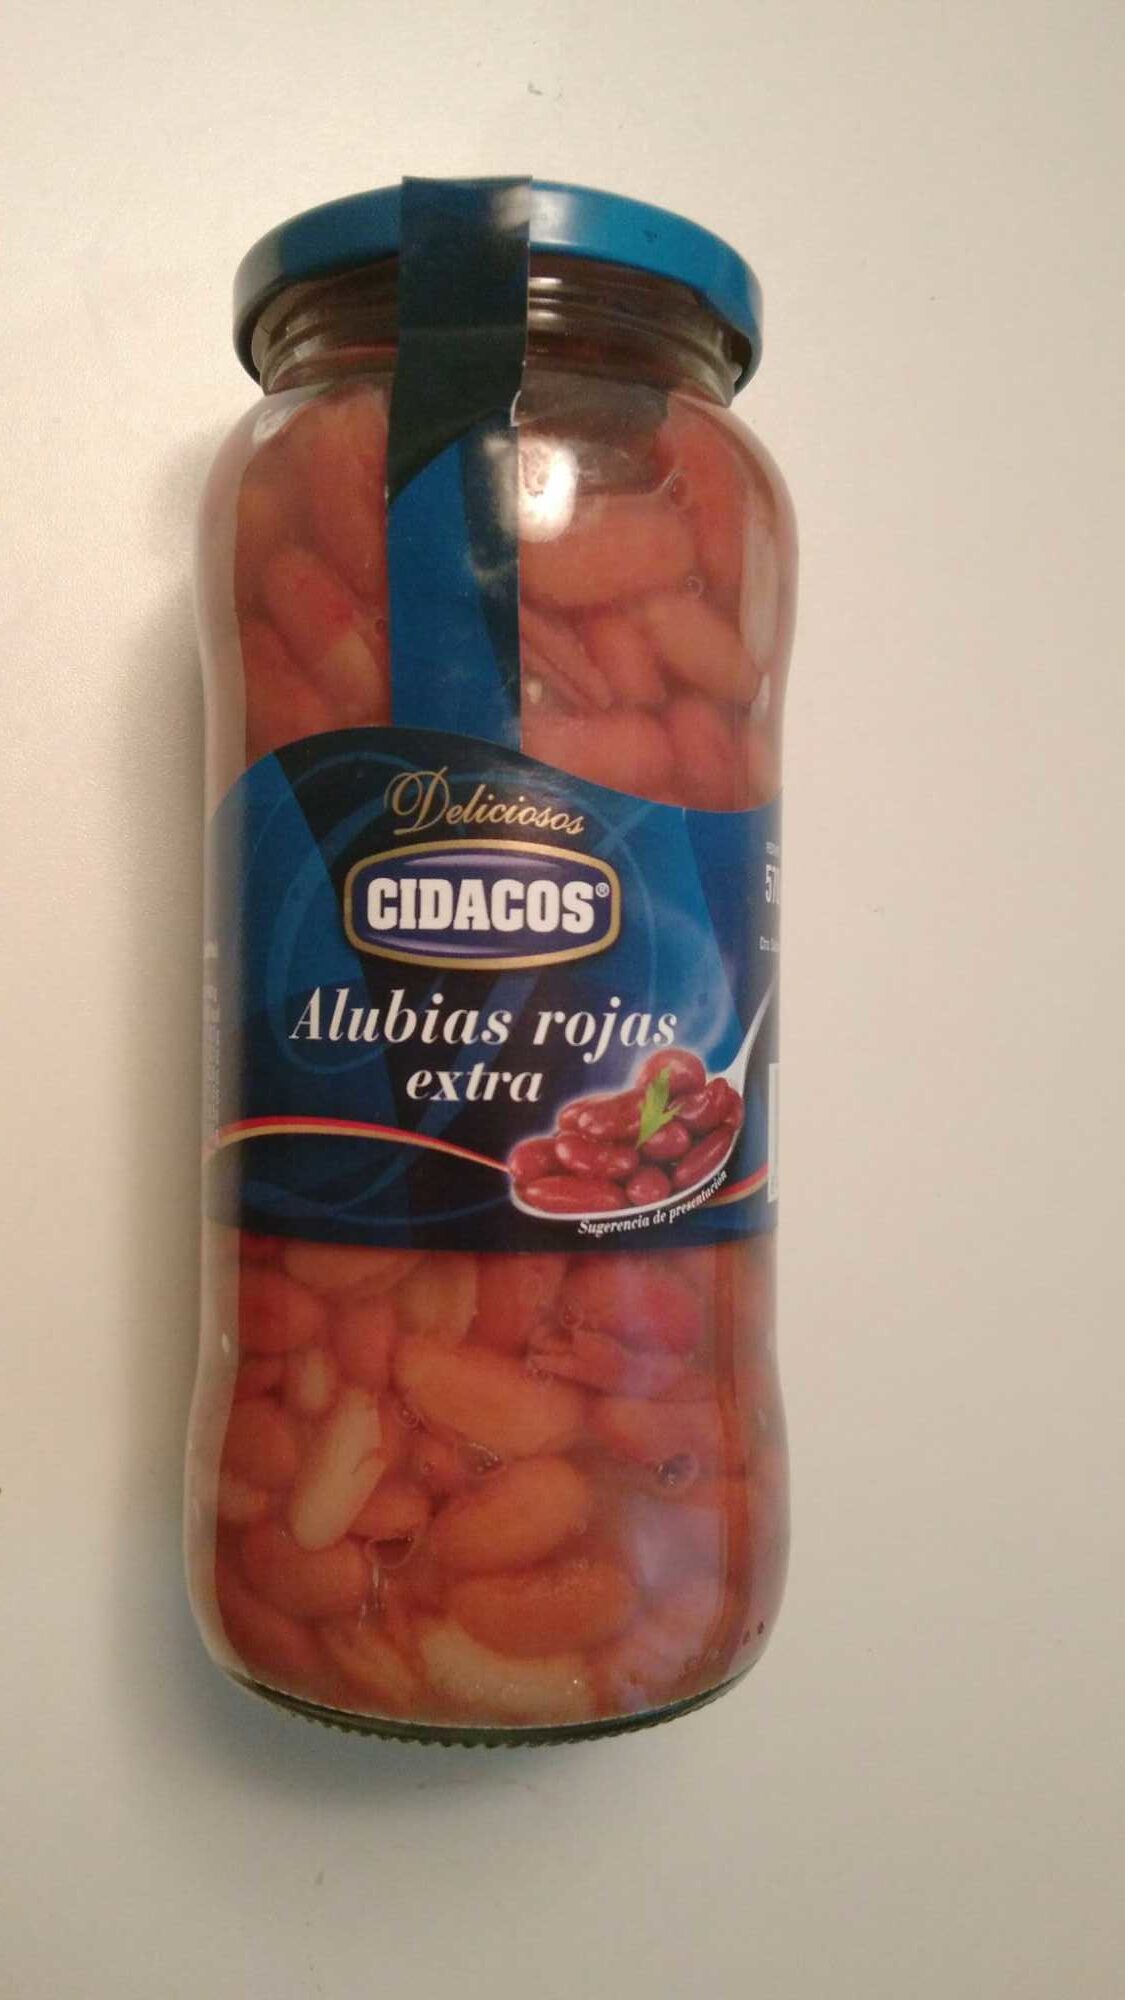 Deliciosos
CIDACOS®
Alubias rojas
extra
Sugerencia de presentación